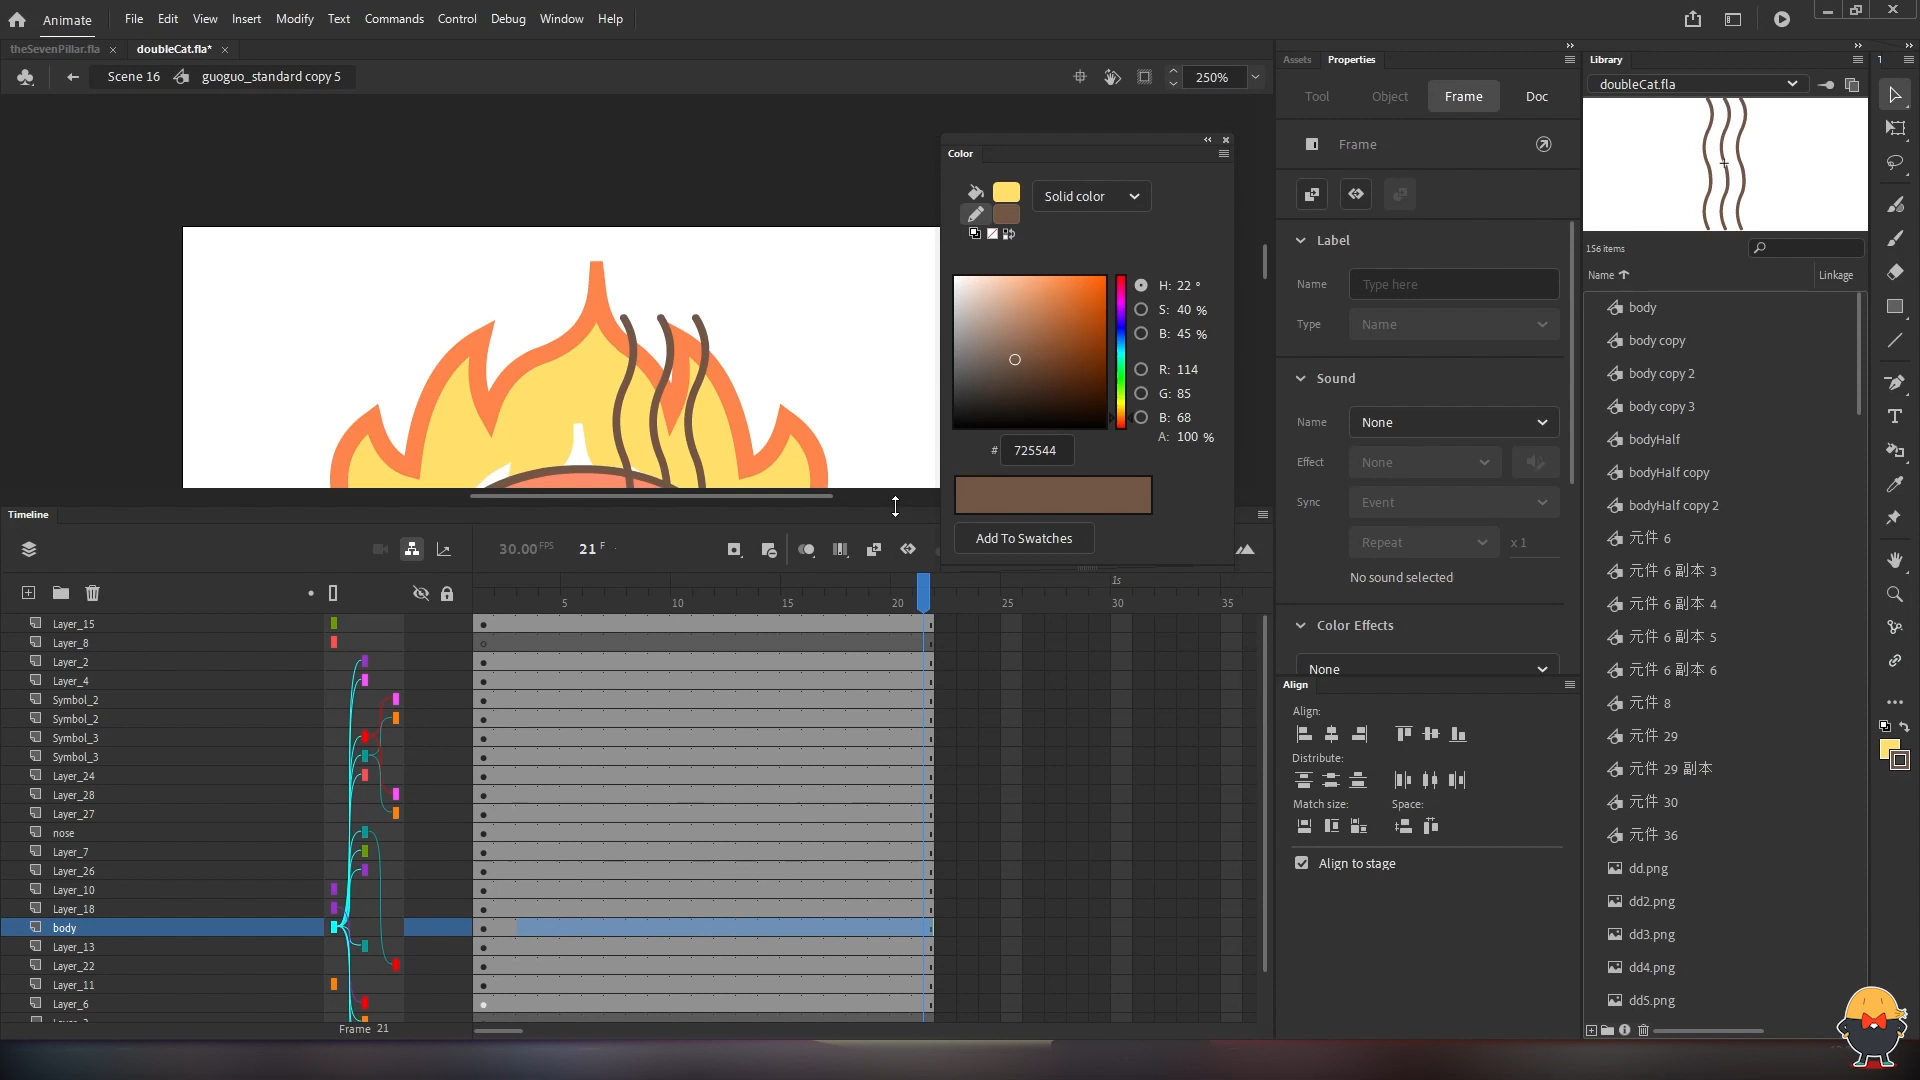 Animate File Edit View Insert Modify Text Commands Control Debug Window Help
theSevenPillar.fla × doubleCat.fla* ×
Scene 16 guoguo_standard copy 5 250%
Color
Solid color
H: 22 °
S: 40 %
B: 45 %
R: 114
G: 85
B: 68
A: 100 %
# 725544
Add To Swatches
Assets Properties
Tool Object Frame Doc
Frame
Label
Name Type here
Type Name
Sound
Name None
Effect None
Sync Event
Repeat x 1
No sound selected
Color Effects
None
Align
Align:
Distribute:
Match size: Space:
Align to stage
Library
doubleCat.fla
156 items
Name Linkage
body
body copy
body copy 2
body copy 3
bodyHalf
bodyHalf copy
bodyHalf copy 2
元件 6
元件 6 副本 3
元件 6 副本 4
元件 6 副本 5
元件 6 副本 6
元件 8
元件 29
元件 29 副本
元件 30
元件 36
dd.png
dd2.png
dd3.png
dd4.png
dd5.png
Timeline
30.00 FPS 21 F
1s
5 10 15 20 25 30 35
Layer_15
Layer_8
Layer_2
Layer_4
Symbol_2
Symbol_2
Symbol_3
Symbol_3
Layer_24
Layer_28
Layer_27
nose
Layer_7
Layer_26
Layer_10
Layer_18
body
Layer_13
Layer_22
Layer_11
Layer_6
Frame 21